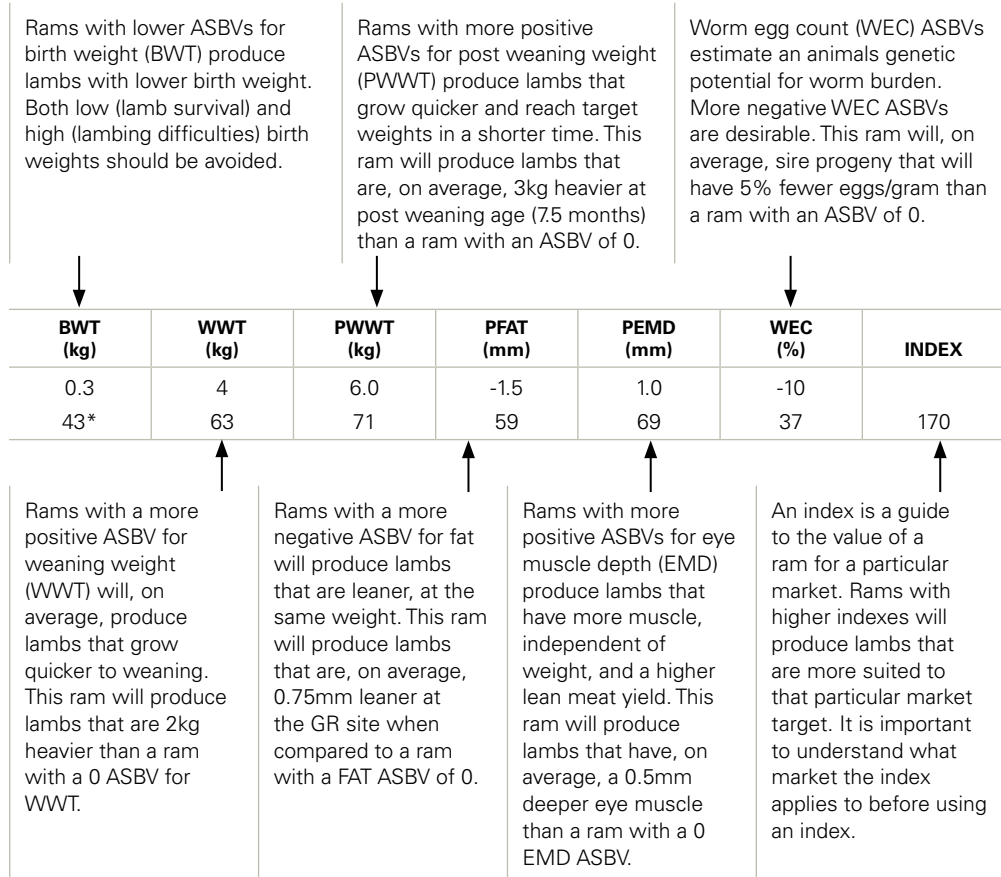 Rams with lower ASBVs for
birth weight (BWT) produce
lambs with lower birth weight.
Both low (lamb survival) and
high (lambing difficulties) birth
weights should be avoided.
Rams with more positive
ASBVs for post weaning weight
(PWWT) produce lambs that
grow quicker and reach target
weights in a shorter time. This
ram will produce lambs that
are, on average, 3kg heavier at
post weaning age (7.5 months)
than a ram with an ASBV of 0.
Worm egg count (WEC) ASBVs
estimate an animals genetic
potential for worm burden.
More negative WEC ASBVs
are desirable. This ram will, on
average, sire progeny that will
have 5% fewer eggs/gram than
a ram with an ASBV of 0.
BWT WWT PWWT PFAT PEMD WEC
(kg) (kg) (kg) (mm) (mm) (%) INDEX
0.3 4 6.0 -1.5 1.0 -10
43* 63 71 59 69 37 170
Rams with a more
positive ASBV for
weaning weight
(WWT) will, on
average, produce
lambs that grow
quicker to weaning.
This ram will produce
lambs that are 2kg
heavier than a ram
with a 0 ASBV for
WWT.
Rams with a more
negative ASBV for fat
will produce lambs
that are leaner, at the
same weight. This ram
will produce lambs
that are, on average,
0.75mm leaner at
the GR site when
compared to a ram
with a FAT ASBV of 0.
Rams with more
positive ASBVs for eye
muscle depth (EMD)
produce lambs that
have more muscle,
independent of
weight, and a higher
lean meat yield. This
ram will produce
lambs that have, on
average, a 0.5mm
deeper eye muscle
than a ram with a 0
EMD ASBV.
An index is a guide
to the value of a
ram for a particular
market. Rams with
higher indexes will
produce lambs that
are more suited to
that particular market
target. It is important
to understand what
market the index
applies to before using
an index.